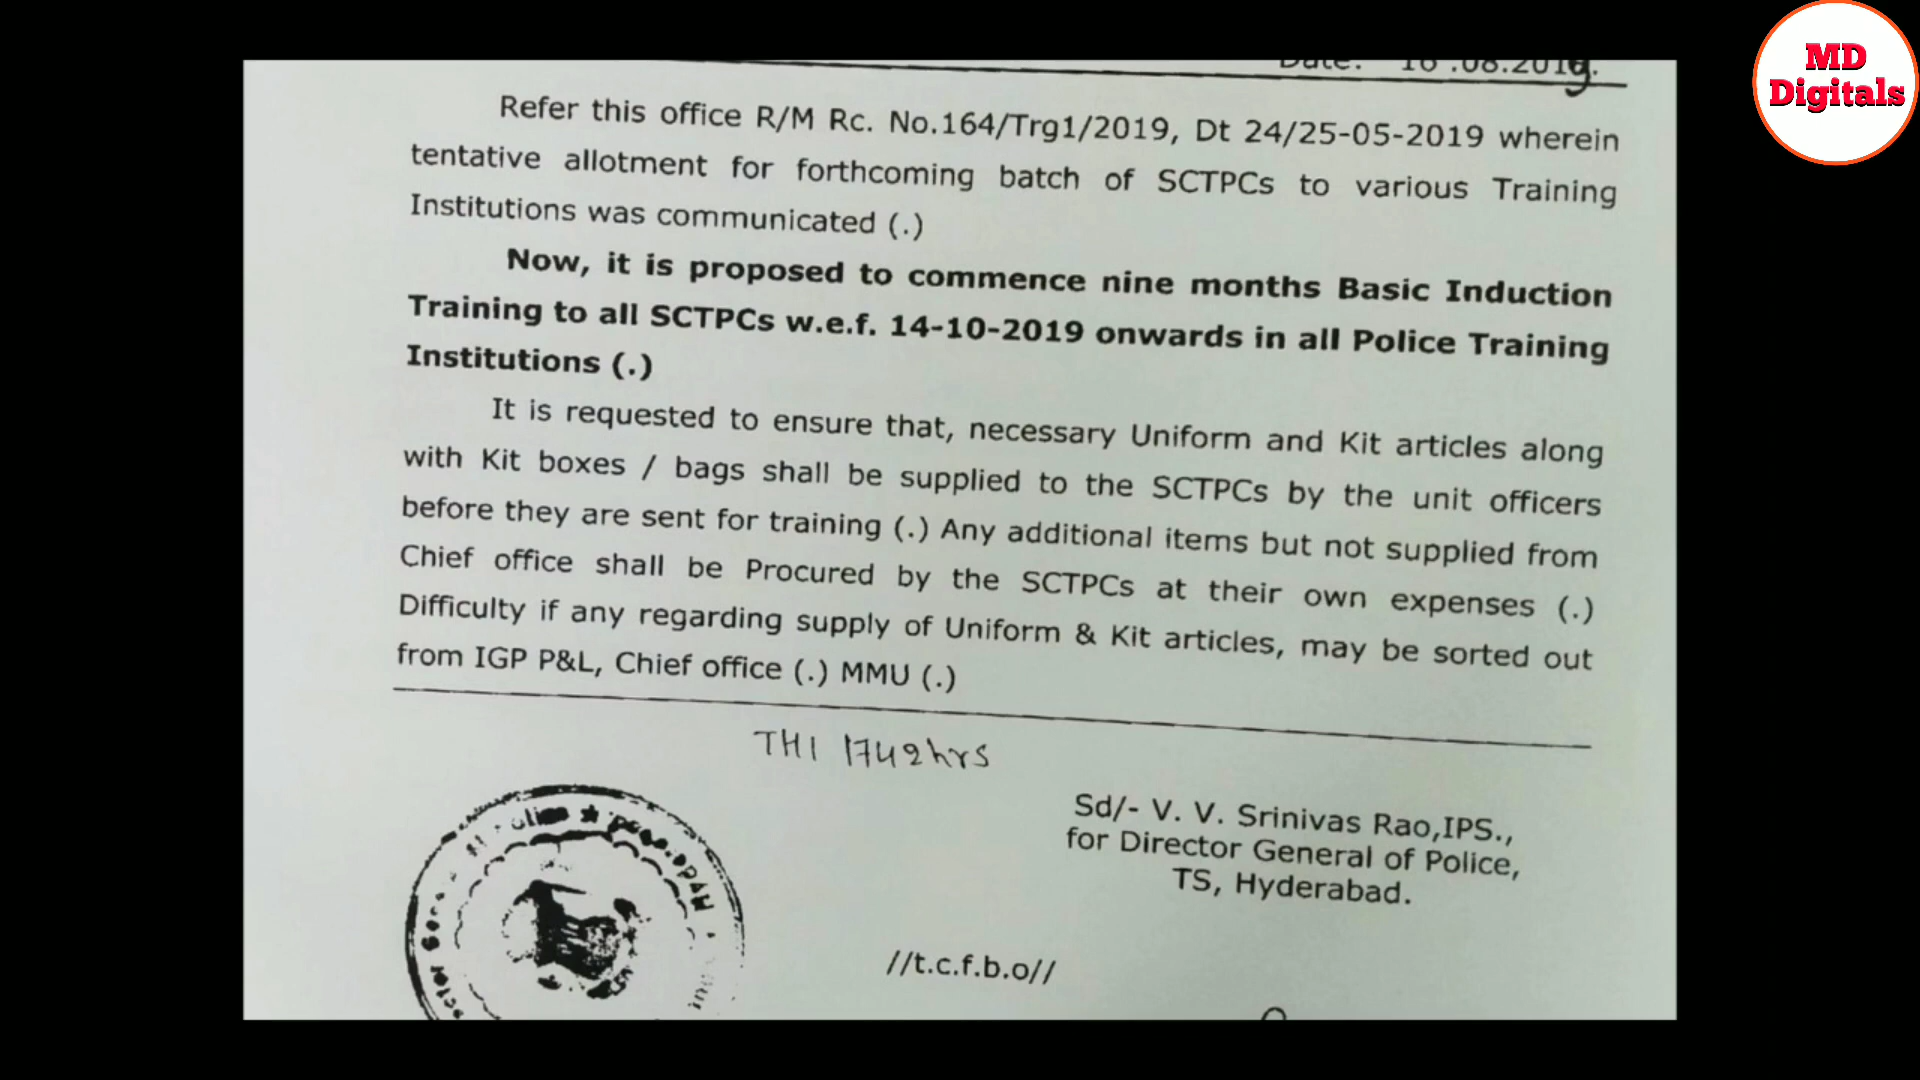 MD
Digitals
Date: 16.08.2019.
Refer this office R/M Rc. No.164/Trg1/2019, Dt 24/25-05-2019 wherein
tentative allotment for forthcoming batch of SCTPCs to various Training
Institutions was communicated (.)
Now, it is proposed to commence nine months Basic Induction
Training to all SCTPCs w.e.f. 14-10-2019 onwards in all Police Training
Institutions (.)
It is requested to ensure that, necessary Uniform and Kit articles along
with Kit boxes / bags shall be supplied to the SCTPCs by the unit officers
before they are sent for training (.) Any additional items but not supplied from
Chief office shall be Procured by the SCTPCs at their own expenses (.)
Difficulty if any regarding supply of Uniform & Kit articles, may be sorted out
from IGP P&L, Chief office (.) MMU (.)
THI 1742hrs
Sd/- V. V. Srinivas Rao,IPS.,
for Director General of Police,
TS, Hyderabad.
//t.c.f.b.o//